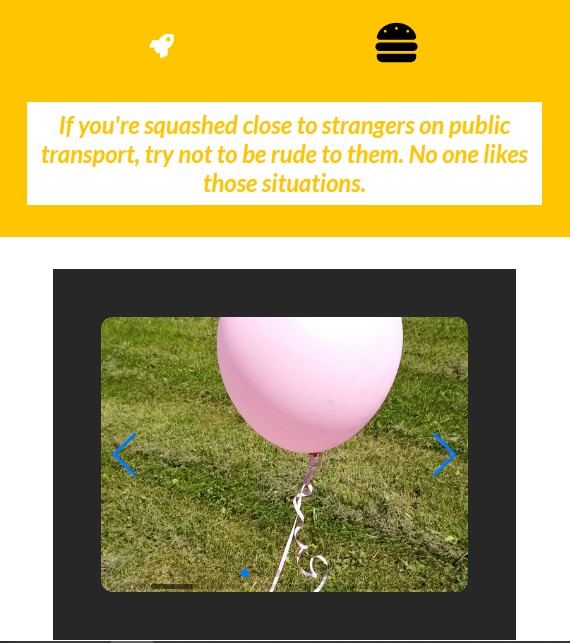 If you're squashed close to strangers on public
transport, try not to be rude to them. No one likes
those situations.